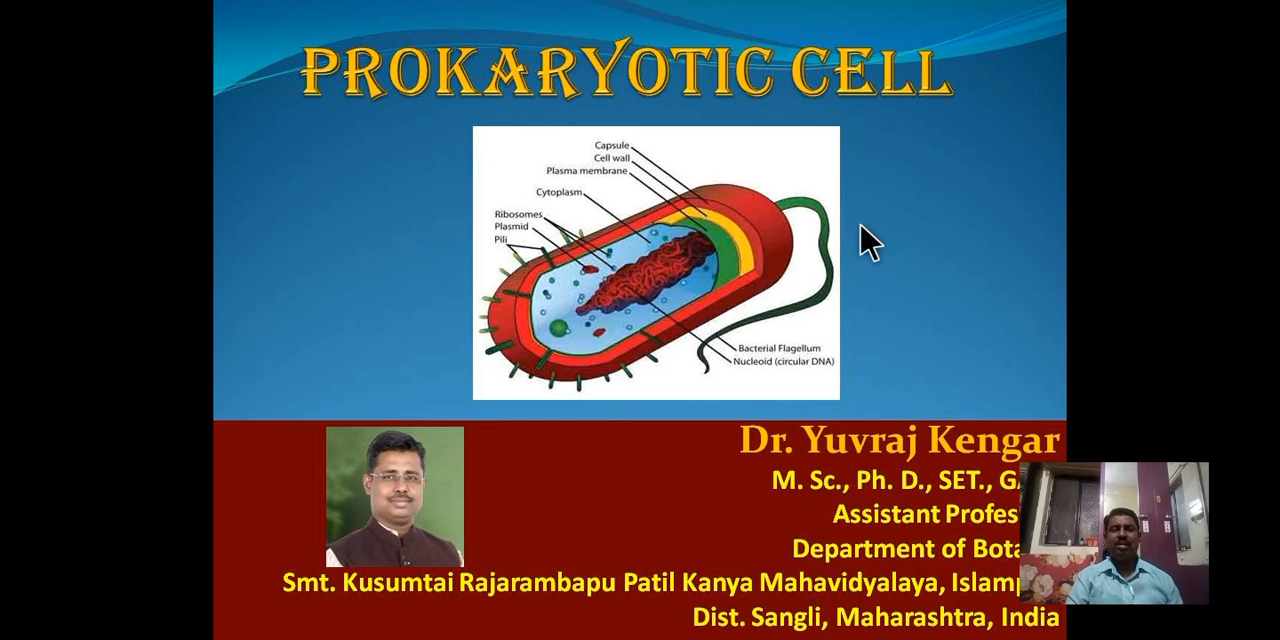 PROKARYOTIC CELL
Capsule
Cell wall
Plasma membrane
Cytoplasm
Ribosomes
Plasmid
Pili
Bacterial Flagellum
Nucleoid (circular DNA)
Dr. Yuvraj Kengar
M. Sc., Ph. D., SET.,
Assistant
Department of
Smt. Kusumtai Rajarambapu Patil Kanya Mahavidyalaya,
Dist. Sangli, Maharashtra, India